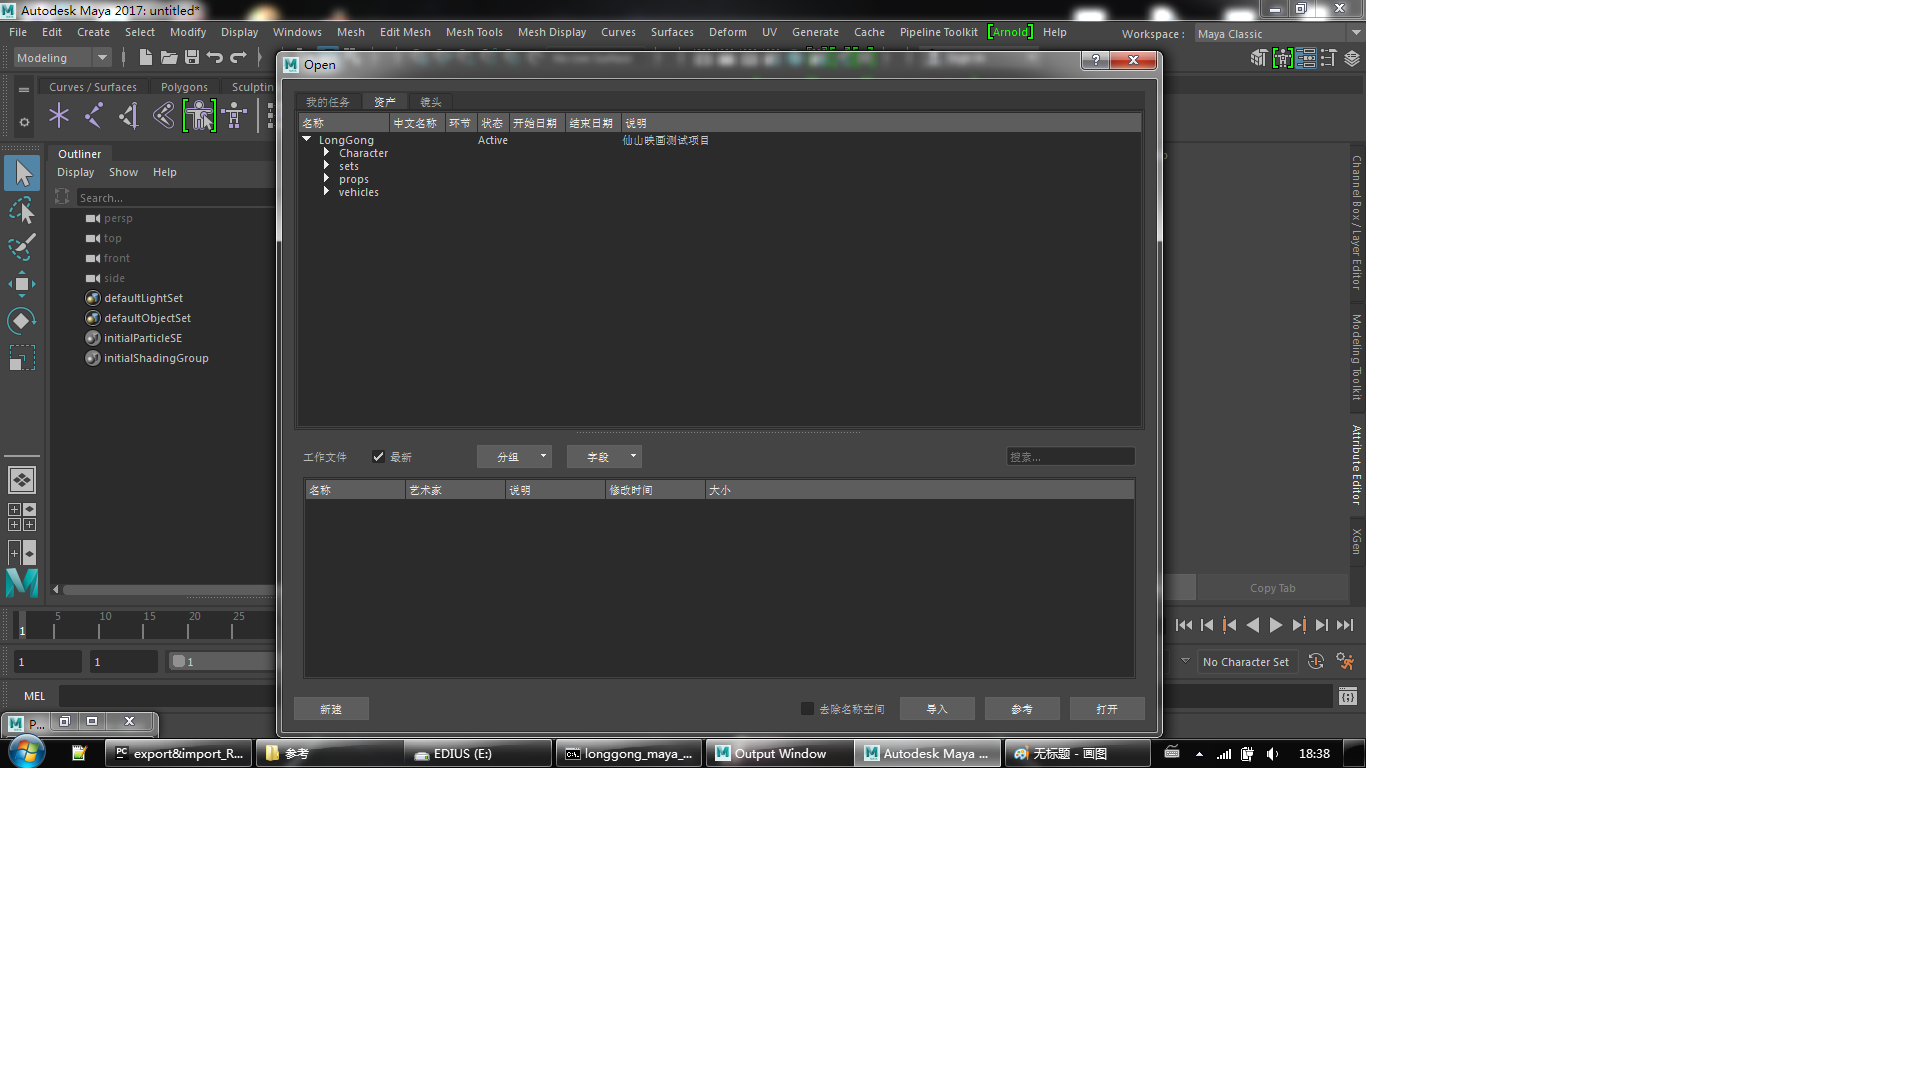 Autodesk Maya 2017: untitled*
File Edit Create Select Modify Display Windows Mesh Edit Mesh Mesh Tools Mesh Display Curves Surfaces Deform UV Generate Cache Pipeline Toolkit [Arnold] Help Workspace : Maya Classic
Modeling
Open
Curves / Surfaces Polygons Sculptin
我的任务 资产 镜头
名称 中文名称 环节 状态 开始日期 结束日期 说明
LongGong Active 仙山映画测试项目
Character
sets
props
vehicles
Outliner
Display Show Help
Search...
persp
top
front
side
defaultLightSet
defaultObjectSet
initialParticleSE
initialShadingGroup
Channel Box / Layer Editor
Modeling Toolkit
Attribute Editor
XGen
工作文件 最新 分组 字段 搜索...
名称 艺术家 说明 修改时间 大小
Copy Tab
1 5 10 15 20 25
1 1 1 No Character Set
MEL
新建 去除名称空间 导入 参考 打开
P...
export&import_R... 参考 EDIUS (E:) longgong_maya_... Output Window Autodesk Maya ... 无标题 - 画图 18:38